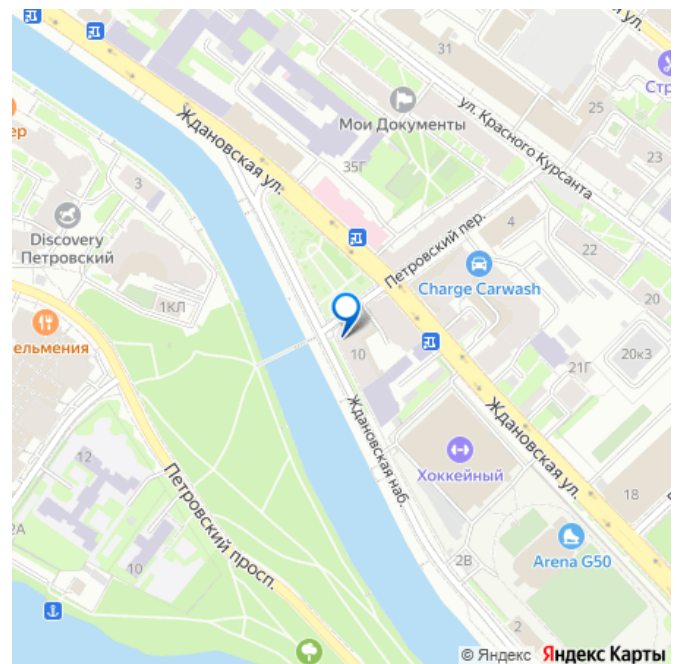 31
ул.
Стр
25
23
ул. Красного Курсанта
Мои Документы
ер
Ждановская ул.
35Г
3
Discovery
Петровский
4
Петровский пер.
22
Charge Carwash
20
1КЛ
ельмения
10
20к3
21Г
Ждановская наб.
Ждановская ул.
Хоккейный
12
Петровский просп.
18
2А
10
2В
Arena G50
2
© Яндекс Яндекс Карты